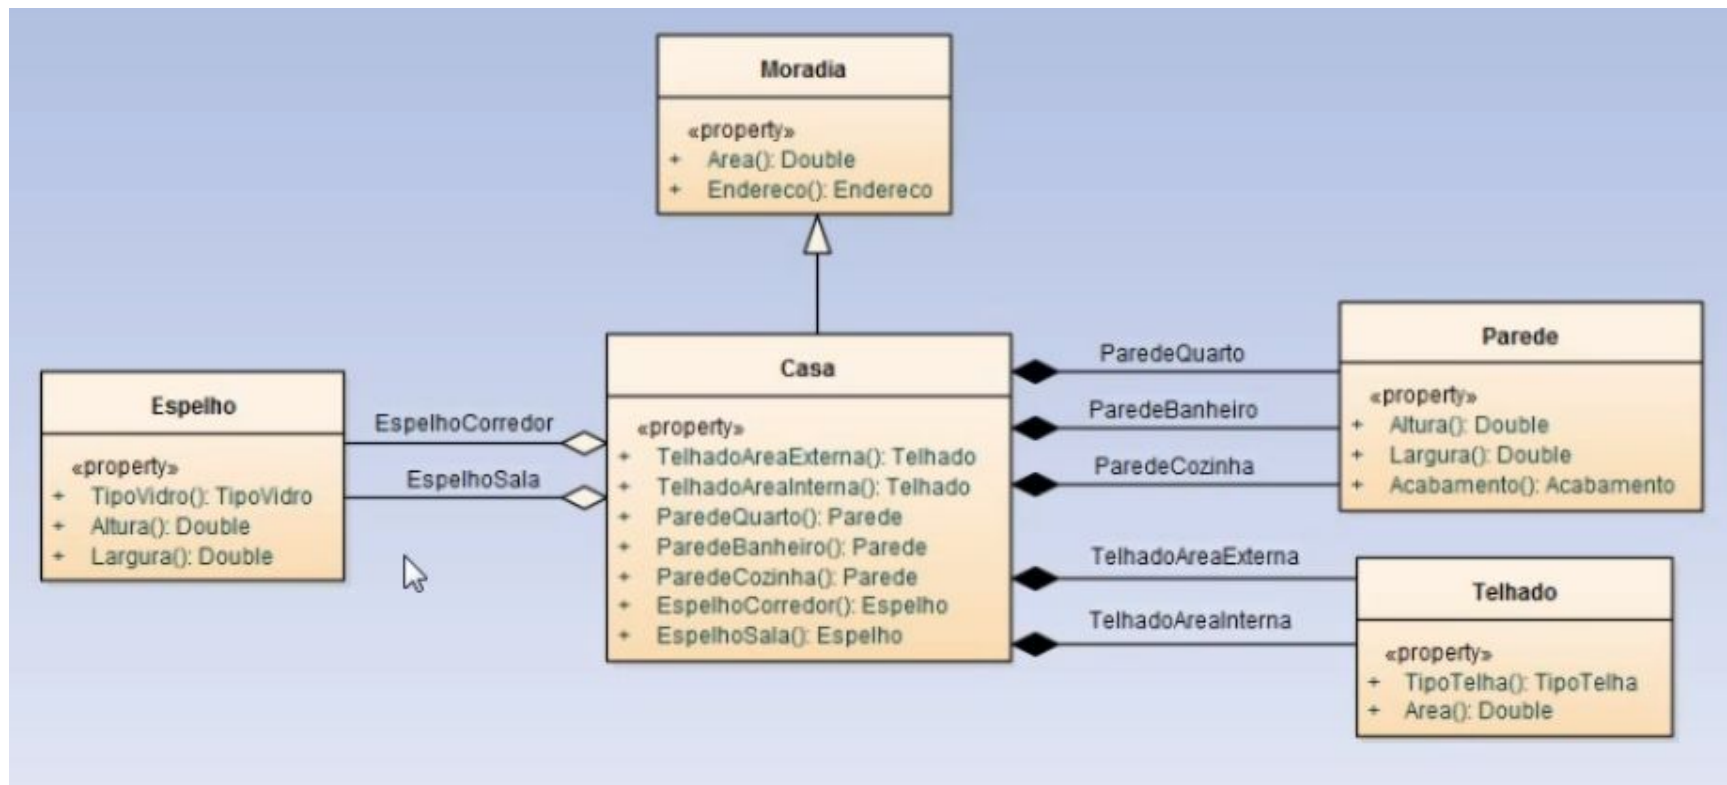 Moradia
«property»
+ Area(): Double
+ Endereco(): Endereco
Espelho
«property»
+ TipoVidro(): TipoVidro
+ Altura(): Double
+ Largura(): Double
EspelhoCorredor
EspelhoSala
Casa
«property»
+ TelhadoAreaExterna(): Telhado
+ TelhadoAreaInterna(): Telhado
+ ParedeQuarto(): Parede
+ ParedeBanheiro(): Parede
+ ParedeCozinha(): Parede
+ EspelhoCorredor(): Espelho
+ EspelhoSala(): Espelho
ParedeQuarto
ParedeBanheiro
ParedeCozinha
TelhadoAreaExterna
TelhadoAreaInterna
Parede
«property»
+ Altura(): Double
+ Largura(): Double
+ Acabamento(): Acabamento
Telhado
«property»
+ TipoTelha(): TipoTelha
+ Area(): Double